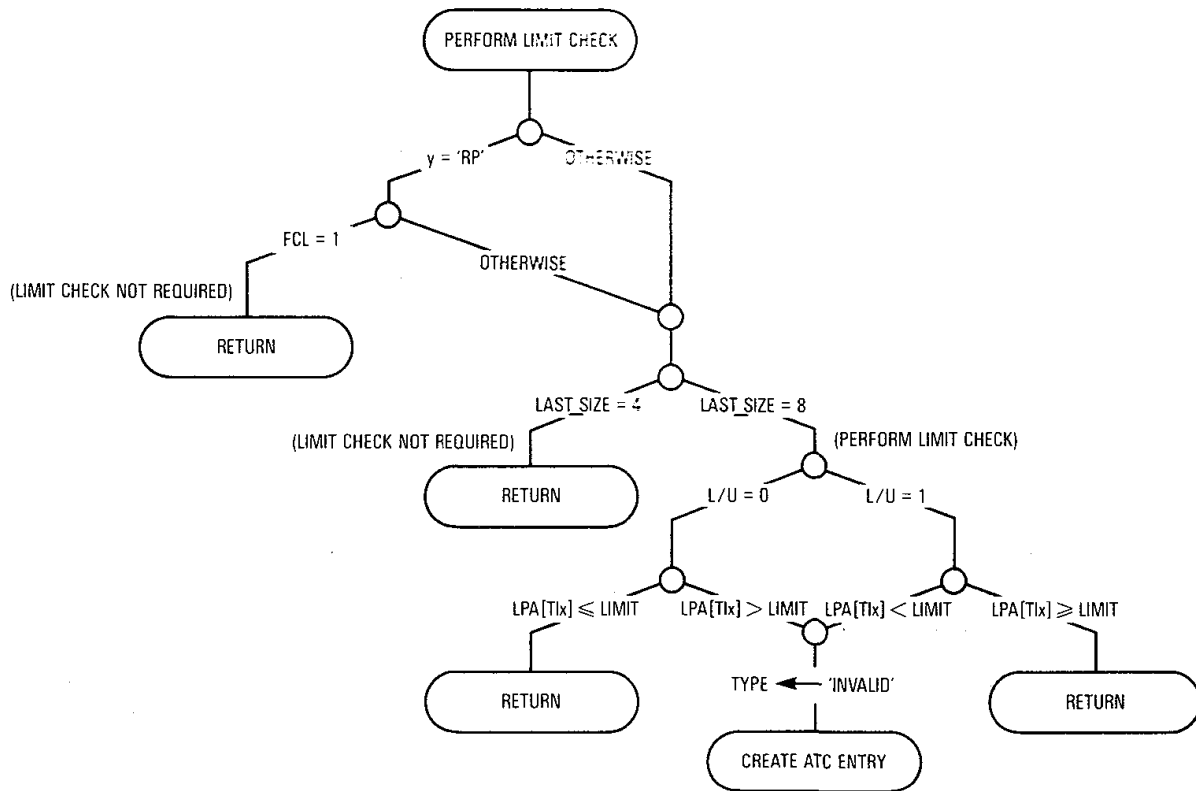 PERFORM LIMIT CHECK
y = 'RP'
OTHERWISE
FCL = 1
OTHERWISE
(LIMIT CHECK NOT REQUIRED)
RETURN
LAST_SIZE = 4
LAST_SIZE = 8
(LIMIT CHECK NOT REQUIRED)
(PERFORM LIMIT CHECK)
RETURN
L/U = 0
L/U = 1
LPA[TIx] ⩽ LIMIT
LPA[TIx] > LIMIT
LPA[TIx] < LIMIT
LPA[TIx] ⩾ LIMIT
RETURN
TYPE ← 'INVALID'
RETURN
CREATE ATC ENTRY